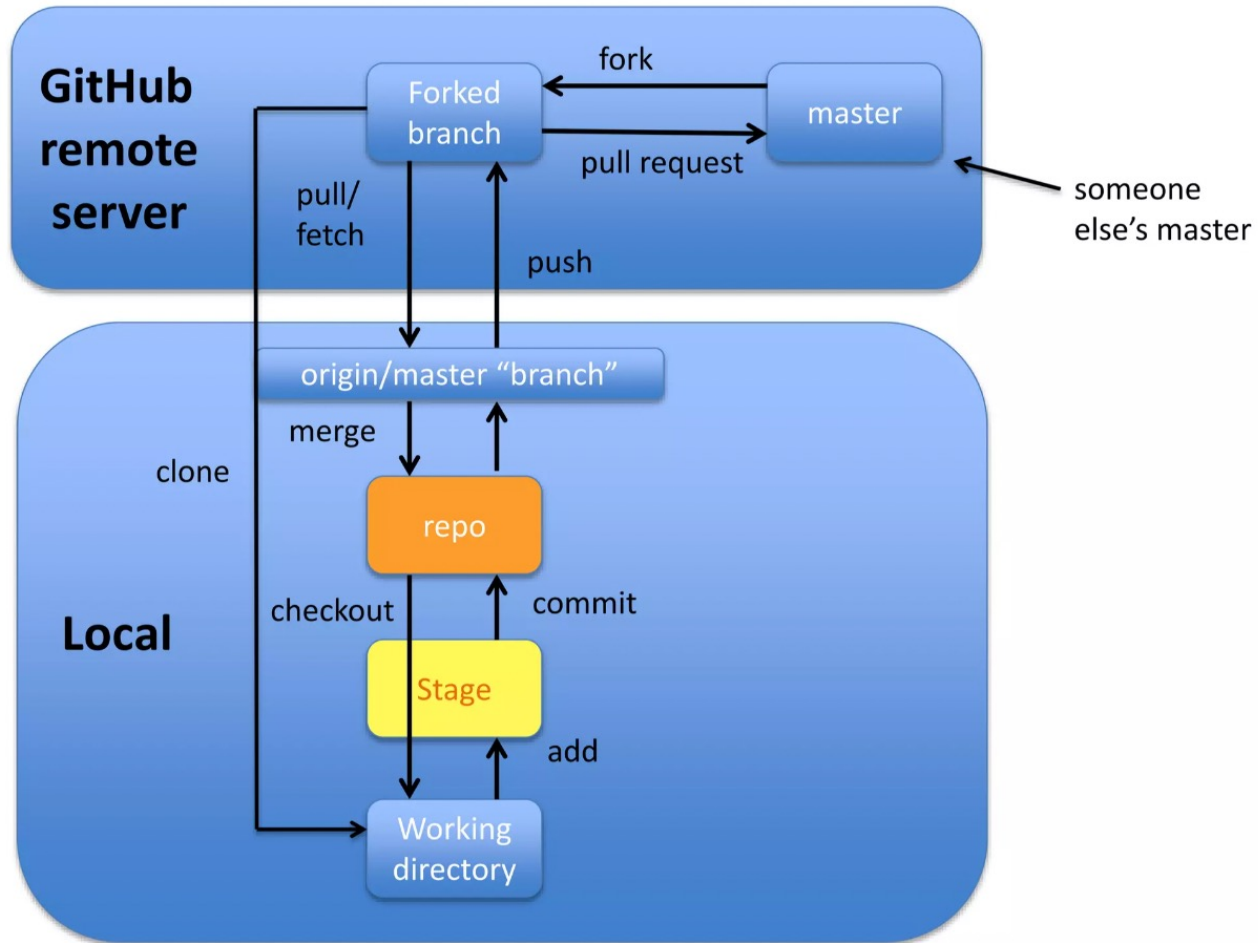 GitHub
remote
server
fork
Forked
branch
master
pull request
someone
else’s master
pull/
fetch
push
origin/master “branch”
merge
clone
repo
Local
checkout
commit
Stage
add
Working
directory